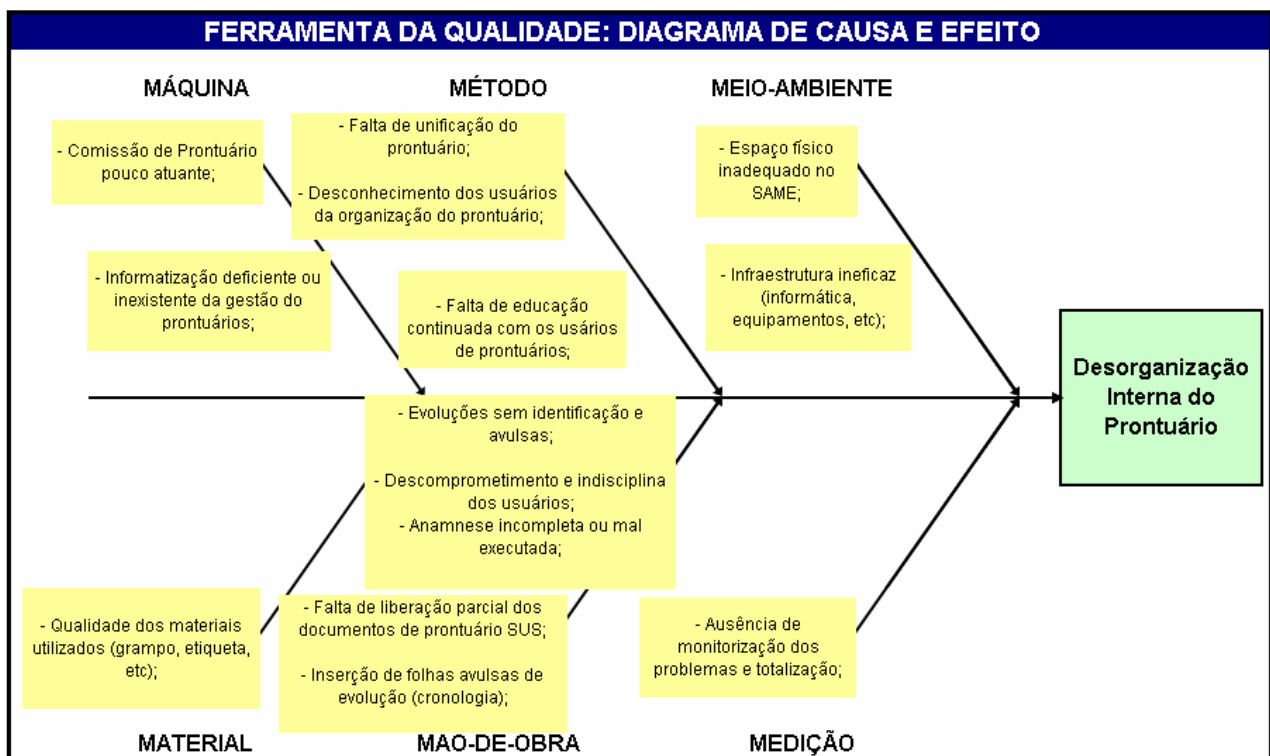 FERRAMENTA DA QUALIDADE: DIAGRAMA DE CAUSA E EFEITO
MÁQUINA
MÉTODO
MEIO-AMBIENTE
- Comissão de Prontuário
pouco atuante;
- Informatização deficiente ou
inexistente da gestão do
prontuários;
- Falta de unificação do
prontuário;
- Desconhecimento dos usuários
da organização do prontuário;
- Falta de educação
continuada com os usários
de prontuários;
- Espaço físico
inadequado no
SAME;
- Infraestrutura ineficaz
(informática,
equipamentos, etc);
Desorganização
Interna do
Prontuário
- Evoluções sem identificação e
avulsas;
- Descomprometimento e indisciplina
dos usuários;
- Anamnese incompleta ou mal
executada;
- Qualidade dos materiais
utilizados (grampo, etiqueta,
etc);
- Falta de liberação parcial dos
documentos de prontuário SUS;
- Inserção de folhas avulsas de
evolução (cronologia);
- Ausência de
monitorização dos
problemas e totalização;
MATERIAL
MAO-DE-OBRA
MEDIÇÃO